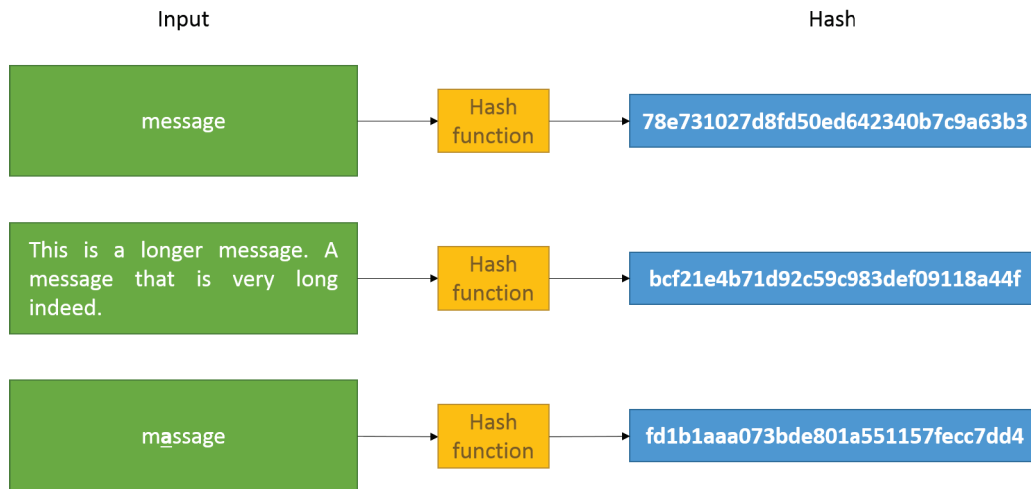 Input
Hash
message
Hash
function
78e731027d8fd50ed642340b7c9a63b3
This is a longer message. A
message that is very long
indeed.
Hash
function
bcf21e4b71d92c59c983def09118a44f
massage
Hash
function
fd1b1aaa073bde801a551157fecc7dd4